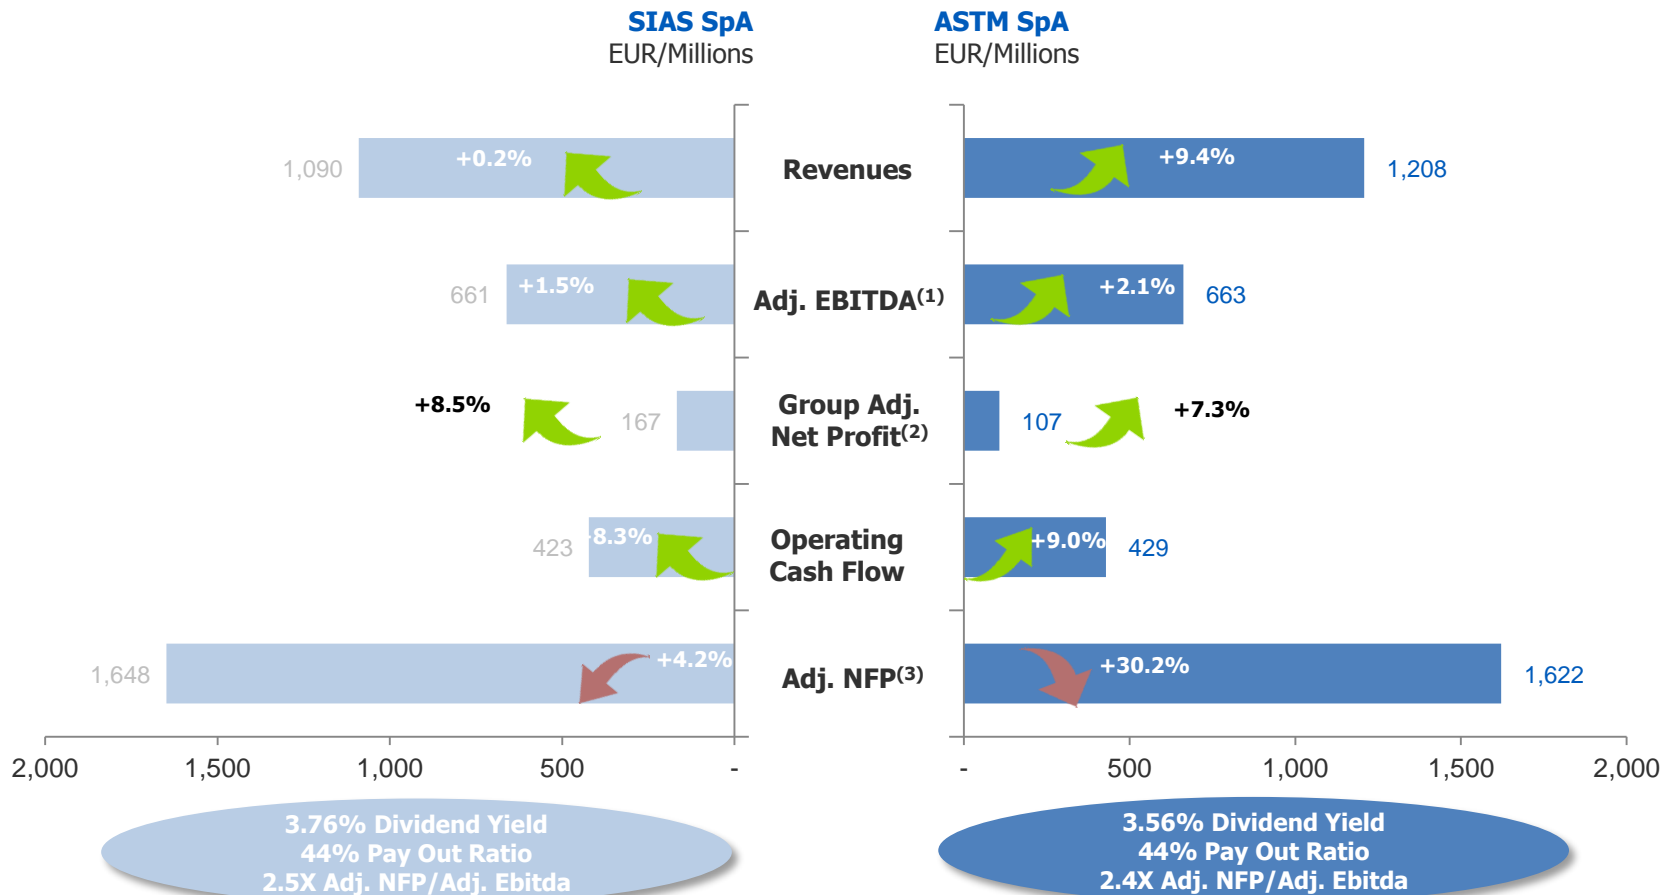 SIAS SpA
EUR/Millions
ASTM SpA
EUR/Millions
1,090
+0.2%
Revenues
+9.4%
1,208
661
+1.5%
Adj. EBITDA(1)
+2.1%
663
+8.5%
167
Group Adj.
Net Profit(2)
107
+7.3%
423
8.3%
Operating
Cash Flow
+9.0%
429
1,648
+4.2%
Adj. NFP(3)
+30.2%
1,622
2,000
1,500
1,000
500
-
-
500
1,000
1,500
2,000
3.76% Dividend Yield
44% Pay Out Ratio
2.5X Adj. NFP/Adj. Ebitda
3.56% Dividend Yield
44% Pay Out Ratio
2.4X Adj. NFP/Adj. Ebitda